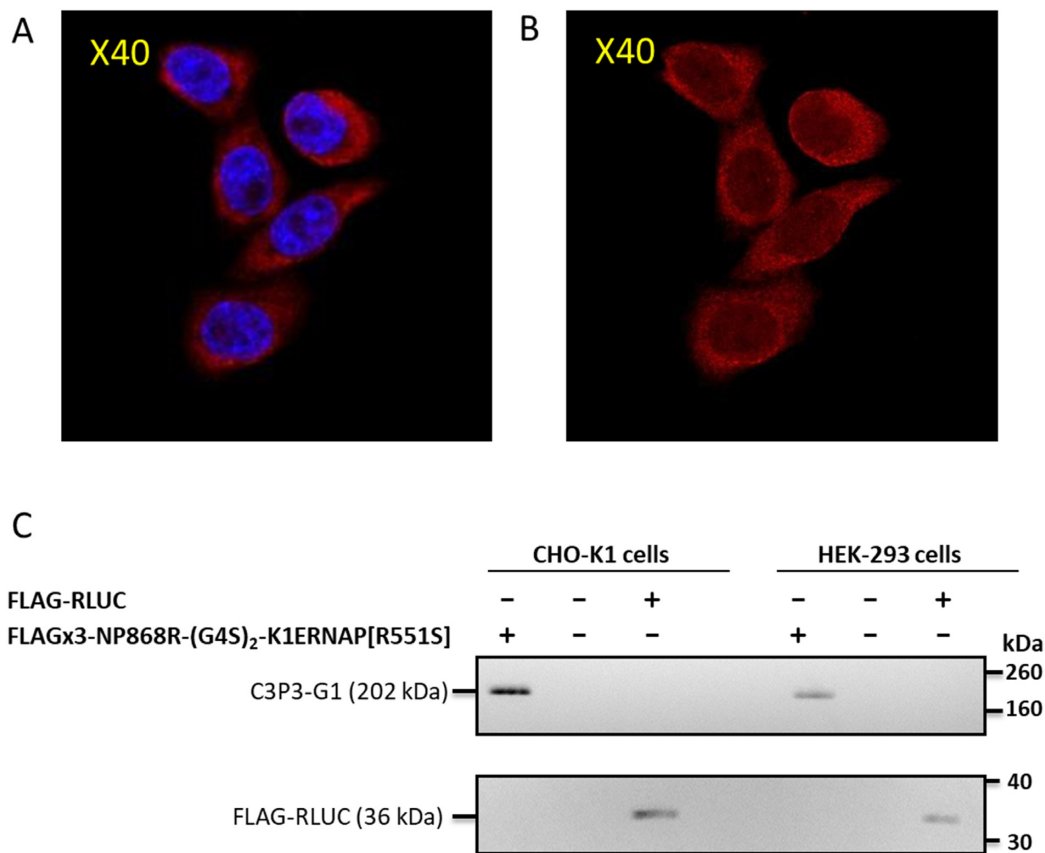 A
X40
B
X40
C
CHO-K1 cells HEK-293 cells
FLAG-RLUC − − + − − +
FLAGx3-NP868R-(G4S)₂-K1ERNAP[R551S] + − − + − −
kDa
C3P3-G1 (202 kDa) 260
160
40
FLAG-RLUC (36 kDa)
30